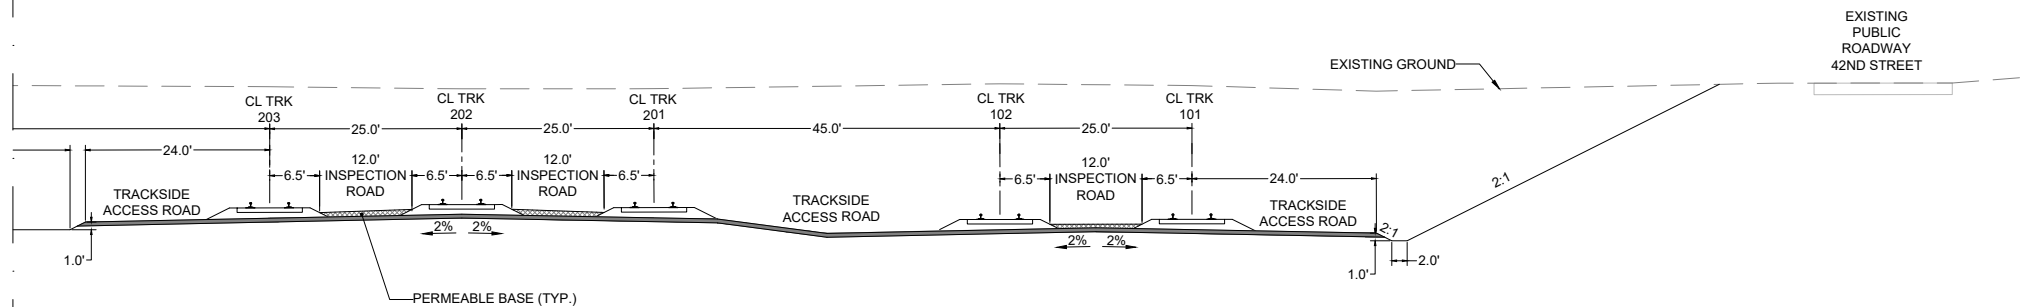 EXISTING
PUBLIC
ROADWAY
42ND STREET
EXISTING GROUND
CL TRK
203
CL TRK
202
CL TRK
201
CL TRK
102
CL TRK
101
25.0'
25.0'
45.0'
25.0'
24.0'
12.0'
INSPECTION
ROAD
12.0'
INSPECTION
ROAD
12.0'
INSPECTION
ROAD
6.5'
6.5'
6.5'
6.5'
6.5'
6.5'
24.0'
2:1
TRACKSIDE
ACCESS ROAD
TRACKSIDE
ACCESS ROAD
TRACKSIDE
ACCESS ROAD
2:1
2%
2%
2%
2%
1.0'
1.0'
2.0'
PERMEABLE BASE (TYP.)